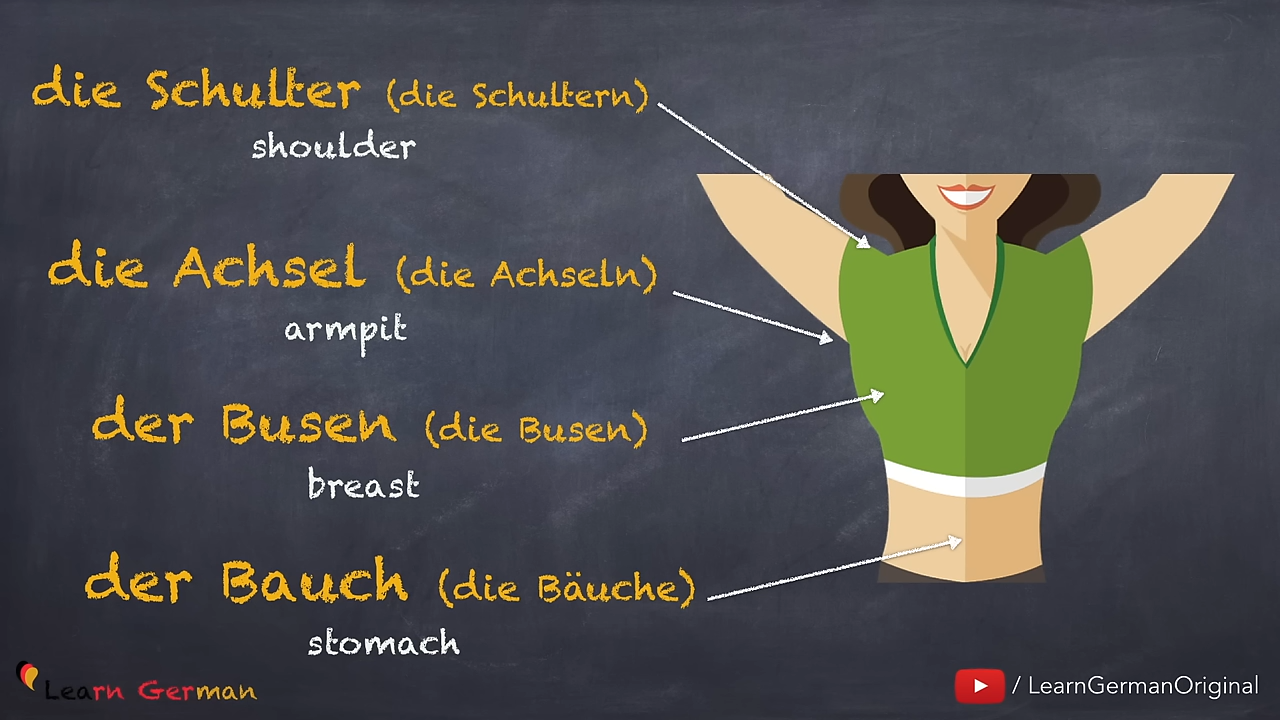 die Schulter (die Schultern)
shoulder
die Achsel (die Achseln)
armpit
der Busen (die Busen)
breast
der Bauch (die Bäuche)
stomach
Learn German
/ LearnGermanOriginal